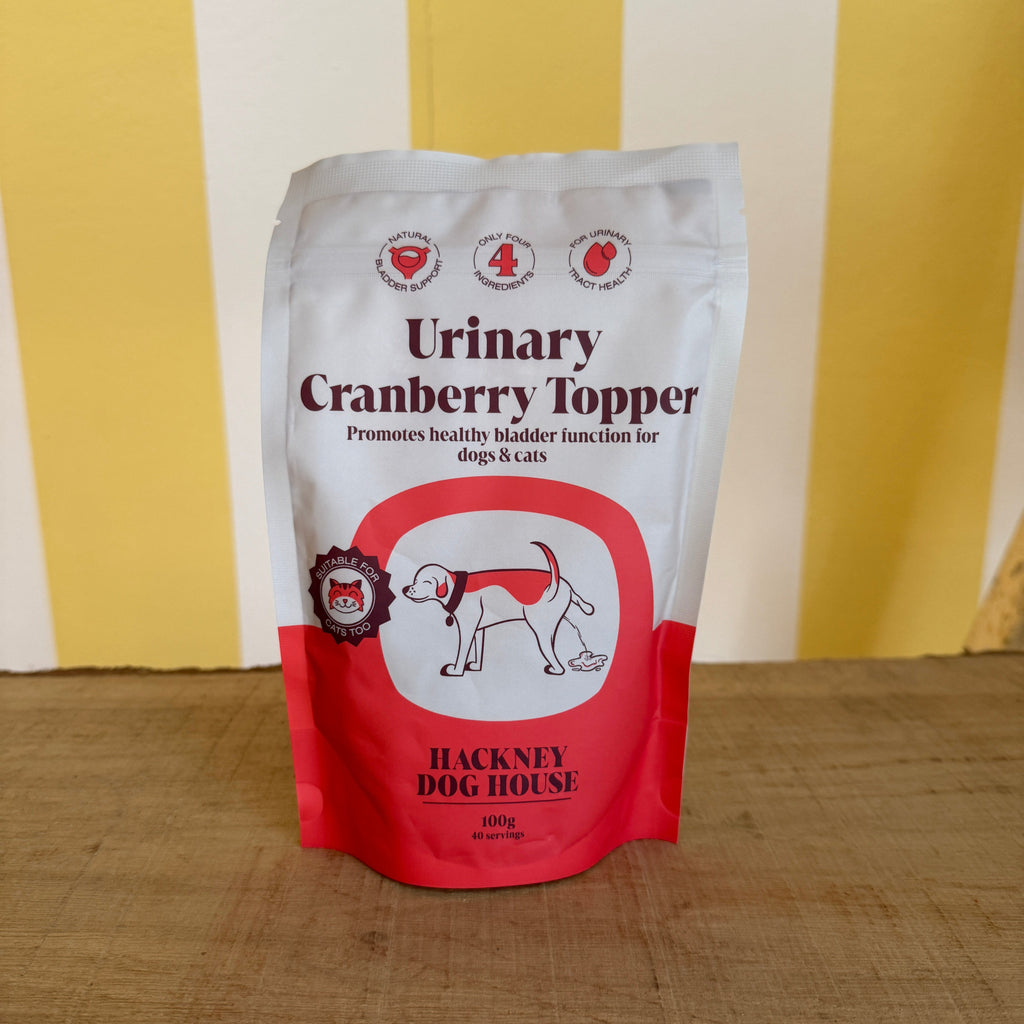 NATURAL
BLADDER SUPPORT
ONLY FOUR
4
INGREDIENTS
FOR URINARY
TRACT HEALTH
Urinary
Cranberry Topper
Promotes healthy bladder function for
dogs & cats
SUITABLE FOR
CATS TOO
HACKNEY
DOG HOUSE
100g
40 servings